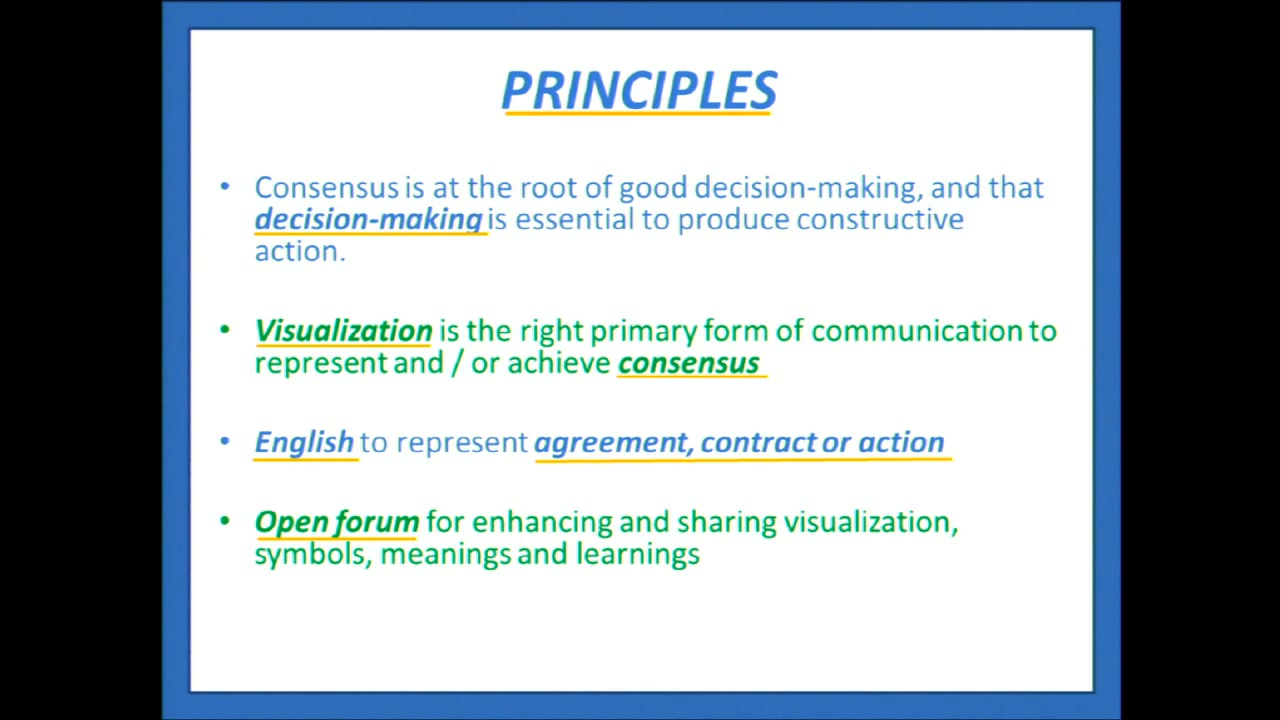 PRINCIPLES
• Consensus is at the root of good decision-making, and that
decision-making is essential to produce constructive
action.
• Visualization is the right primary form of communication to
represent and / or achieve consensus
• English to represent agreement, contract or action
• Open forum for enhancing and sharing visualization,
symbols, meanings and learnings